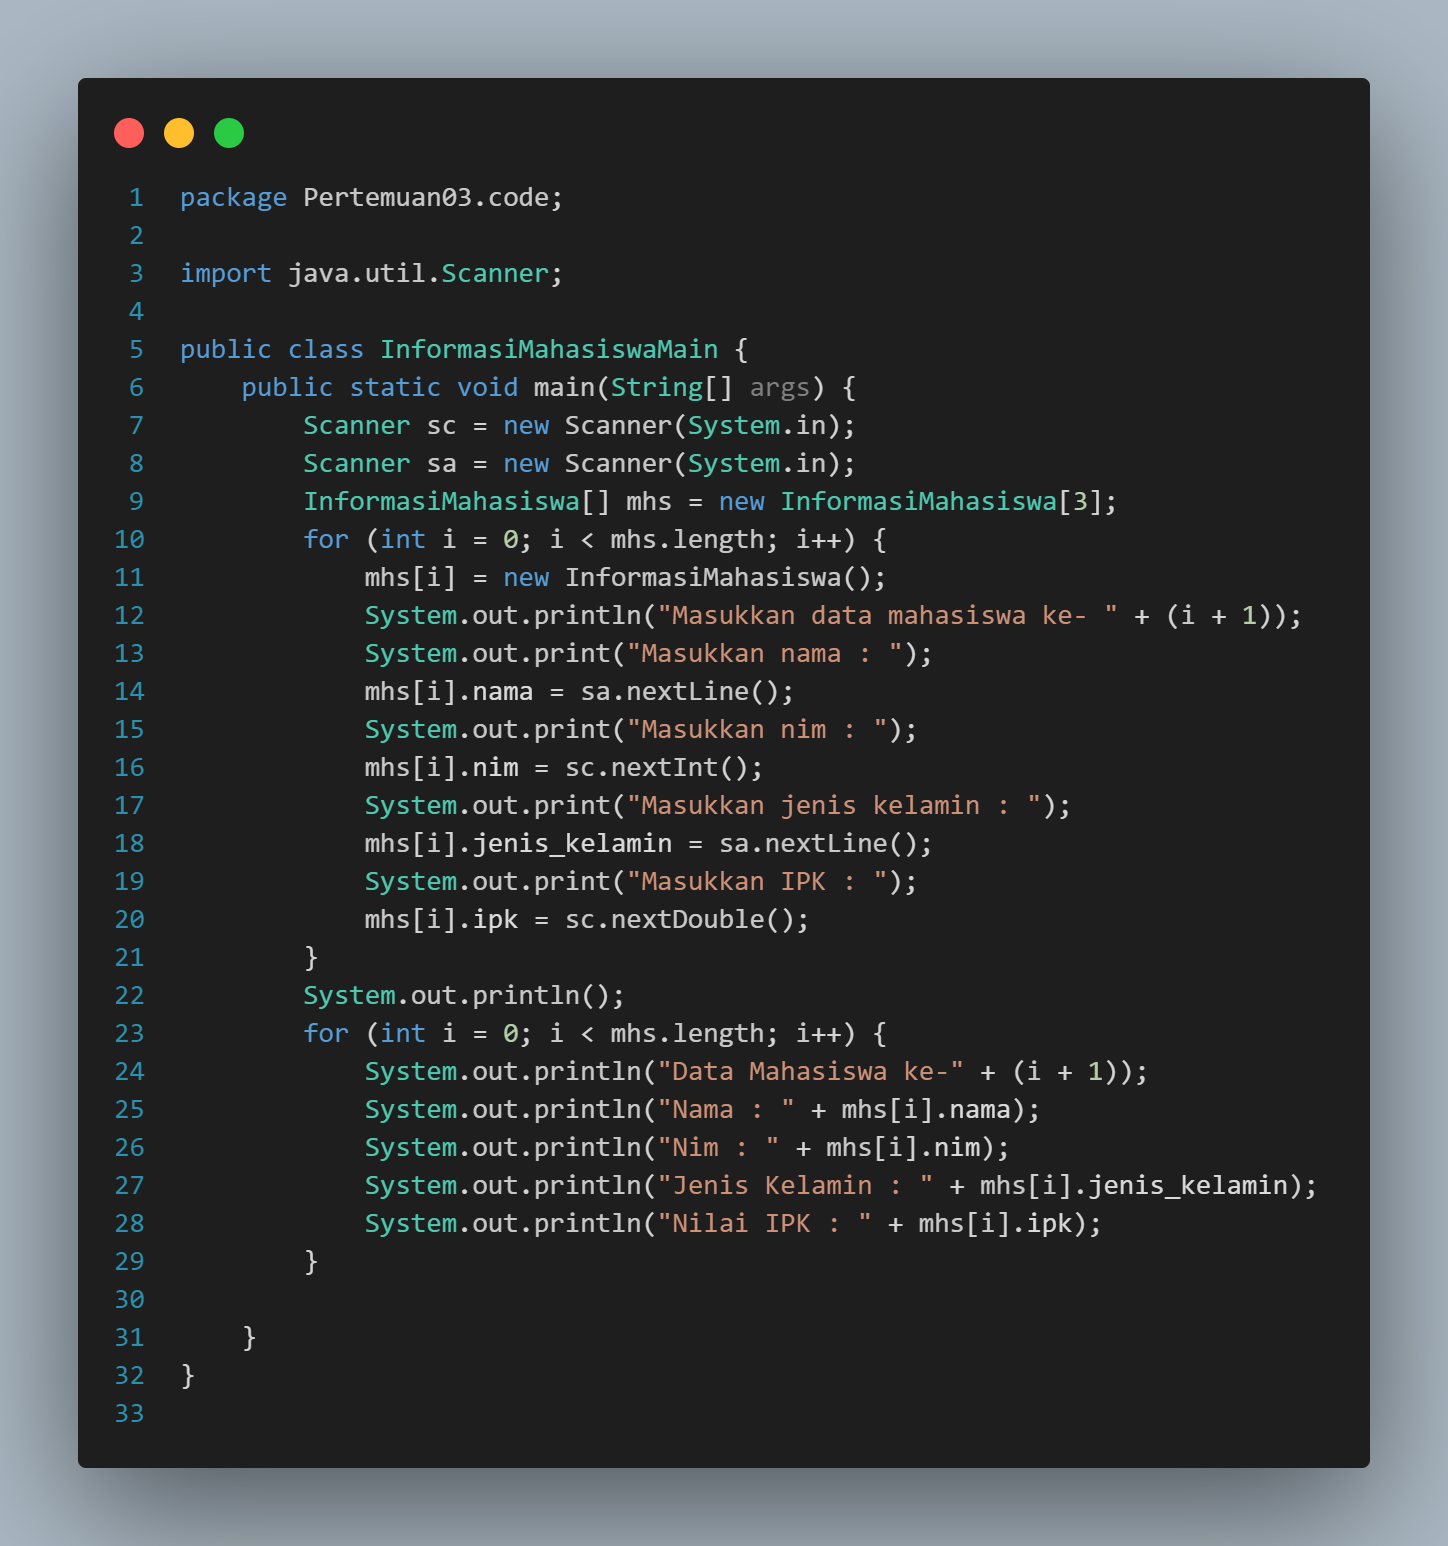 1 package Pertemuan03.code;
2
3 import java.util.Scanner;
4
5 public class InformasiMahasiswaMain {
6     public static void main(String[] args) {
7         Scanner sc = new Scanner(System.in);
8         Scanner sa = new Scanner(System.in);
9         InformasiMahasiswa[] mhs = new InformasiMahasiswa[3];
10         for (int i = 0; i < mhs.length; i++) {
11             mhs[i] = new InformasiMahasiswa();
12             System.out.println("Masukkan data mahasiswa ke- " + (i + 1));
13             System.out.print("Masukkan nama : ");
14             mhs[i].nama = sa.nextLine();
15             System.out.print("Masukkan nim : ");
16             mhs[i].nim = sc.nextInt();
17             System.out.print("Masukkan jenis kelamin : ");
18             mhs[i].jenis_kelamin = sa.nextLine();
19             System.out.print("Masukkan IPK : ");
20             mhs[i].ipk = sc.nextDouble();
21         }
22         System.out.println();
23         for (int i = 0; i < mhs.length; i++) {
24             System.out.println("Data Mahasiswa ke-" + (i + 1));
25             System.out.println("Nama : " + mhs[i].nama);
26             System.out.println("Nim : " + mhs[i].nim);
27             System.out.println("Jenis Kelamin : " + mhs[i].jenis_kelamin);
28             System.out.println("Nilai IPK : " + mhs[i].ipk);
29         }
30
31     }
32 }
33